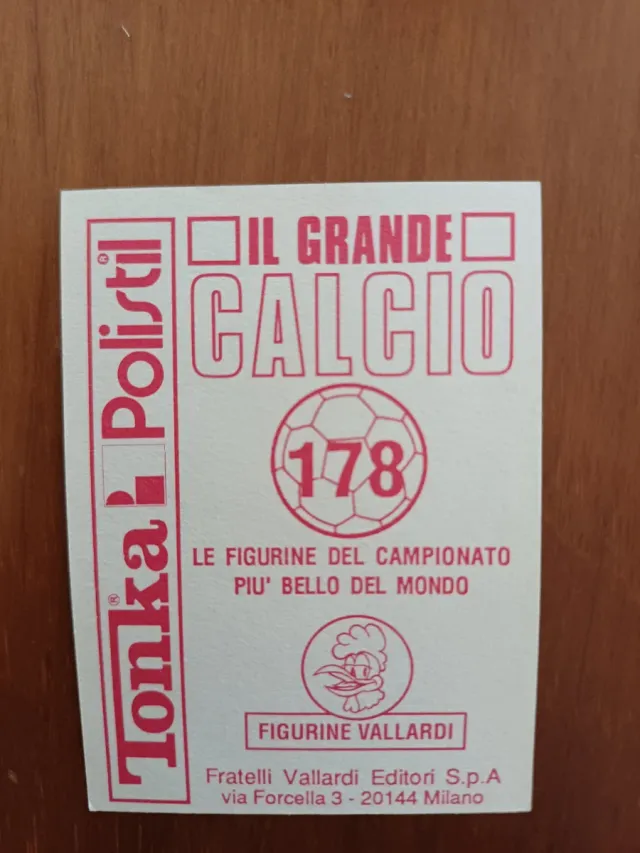 IL GRANDE
CALCIO
178
LE FIGURINE DEL CAMPIONATO
PIU' BELLO DEL MONDO
FIGURINE VALLARDI
Fratelli Vallardi Editori S.p.A
via Forcella 3 - 20144 Milano
Tonka® Polistil®